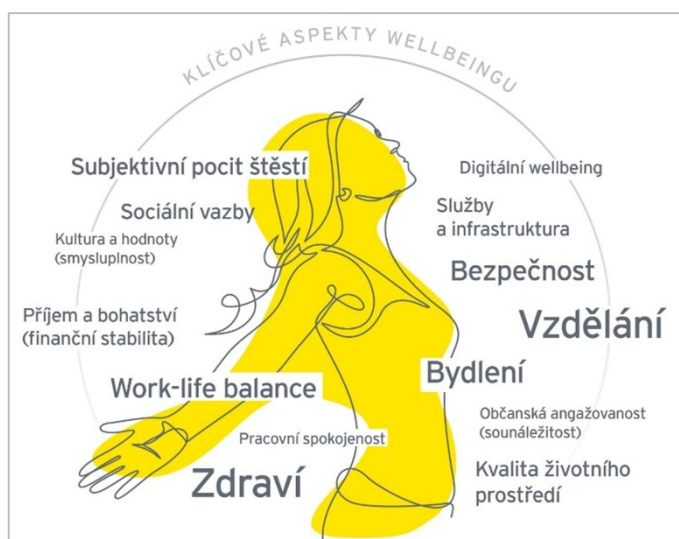 KLÍČOVÉ ASPEKTY WELLBEINGU
Subjektivní pocit štěstí
Sociální vazby
Kultura a hodnoty
(smysluplnost)
Příjem a bohatství
(finanční stabilita)
Work-life balance
Pracovní spokojenost
Zdraví
Digitální wellbeing
Služby
a infrastruktura
Bezpečnost
Vzdělání
Bydlení
Občanská angažovanost
(sounáležitost)
Kvalita životního
prostředí